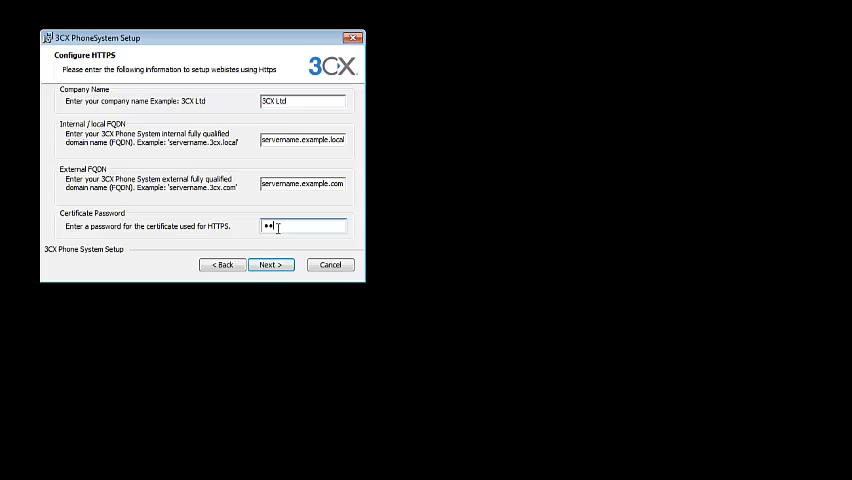 3CX PhoneSystem Setup
Configure HTTPS
Please enter the following information to setup webistes using Https
3CX
Company Name
Enter your company name Example: 3CX Ltd
3CX Ltd
Internal / local FQDN
Enter your 3CX Phone System internal fully qualified
domain name (FQDN). Example: 'servername.3cx.local'
servername.example.local
External FQDN
Enter your 3CX Phone System external fully qualified
domain name (FQDN). Example: 'servername.3cx.com'
servername.example.com
Certificate Password
Enter a password for the certificate used for HTTPS.
••
3CX Phone System Setup
< Back
Next >
Cancel